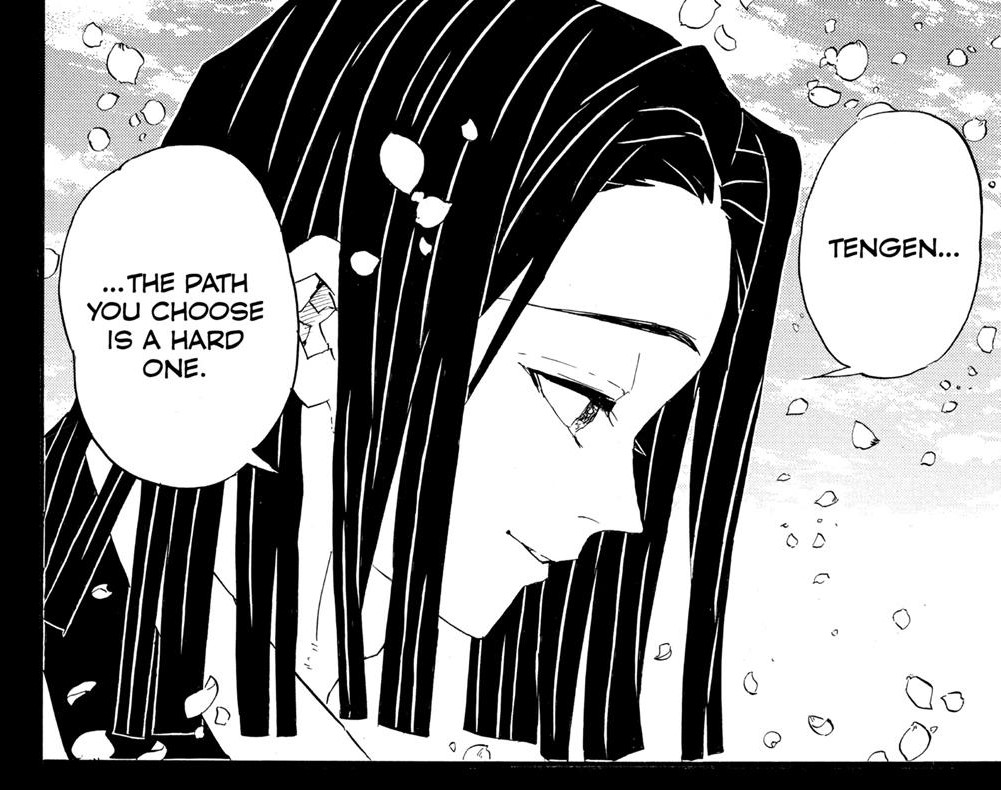 TENGEN...
...THE PATH
YOU CHOOSE
IS A HARD
ONE.